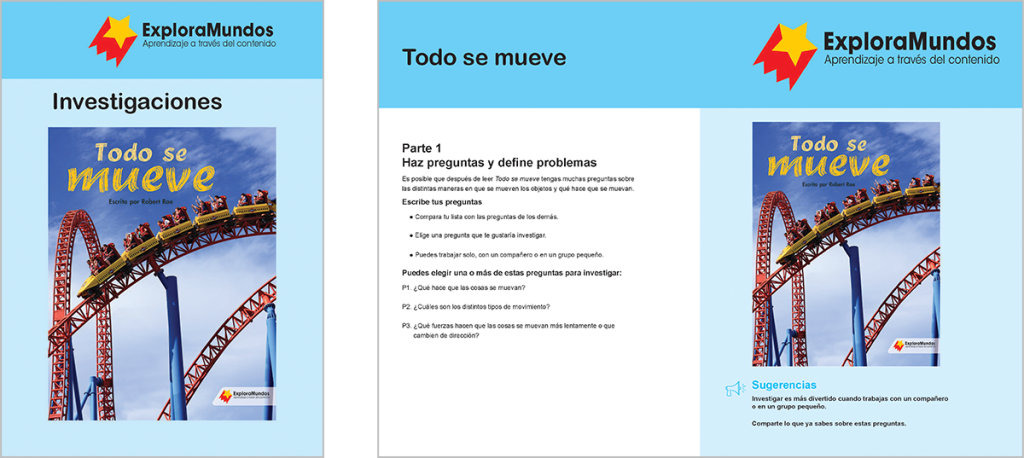 ExploraMundos
Aprendizaje a través del contenido
Investigaciones
Todo se
mueve
Escrito por Robert Roe
ExploraMundos
Aprendizaje a través del contenido
Todo se mueve
ExploraMundos
Aprendizaje a través del contenido
Parte 1
Haz preguntas y define problemas
Es posible que después de leer Todo se mueve tengas muchas preguntas sobre
las distintas maneras en que se mueven los objetos y qué hace que se muevan.
Escribe tus preguntas
● Compara tu lista con las preguntas de los demás.
● Elige una pregunta que te gustaría investigar.
● Puedes trabajar solo, con un compañero o en un grupo pequeño.
Puedes elegir una o más de estas preguntas para investigar:
P1. ¿Qué hace que las cosas se muevan?
P2. ¿Cuáles son los distintos tipos de movimiento?
P3. ¿Qué fuerzas hacen que las cosas se muevan más lentamente o que
cambien de dirección?
Todo se
mueve
Escrito por Robert Roe
ExploraMundos
Sugerencias
Investigar es más divertido cuando trabajas con un compañero
o en un grupo pequeño.
Comparte lo que ya sabes sobre estas preguntas.